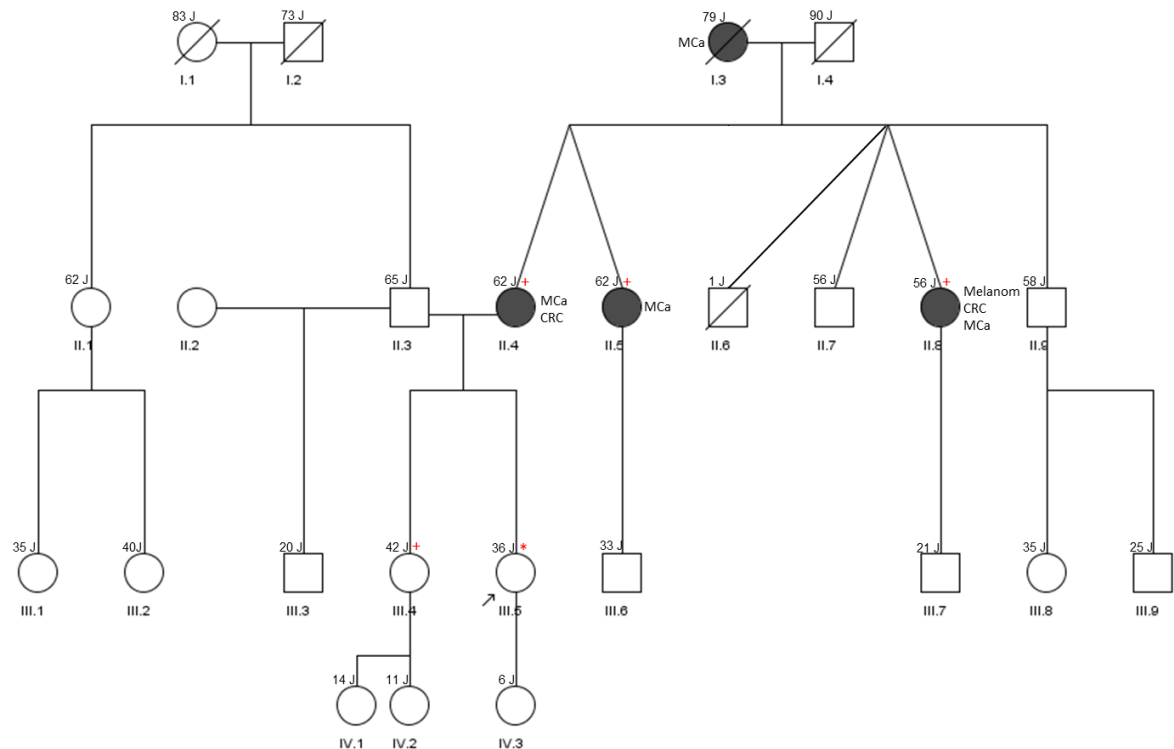 83 J
73 J
79 J
90 J
MCa
I.1
I.2
I.3
I.4
62 J
65 J
62 J +
62 J +
1 J
56 J
56 J +
58 J
MCa
CRC
MCa
Melanom
CRC
MCa
II.1
II.2
II.3
II.4
II.5
II.6
II.7
II.8
II.9
35 J
40J
20 J
42 J +
36 J *
33 J
21 J
35 J
25 J
III.1
III.2
III.3
III.4
III.5
III.6
III.7
III.8
III.9
14 J
11 J
6 J
IV.1
IV.2
IV.3